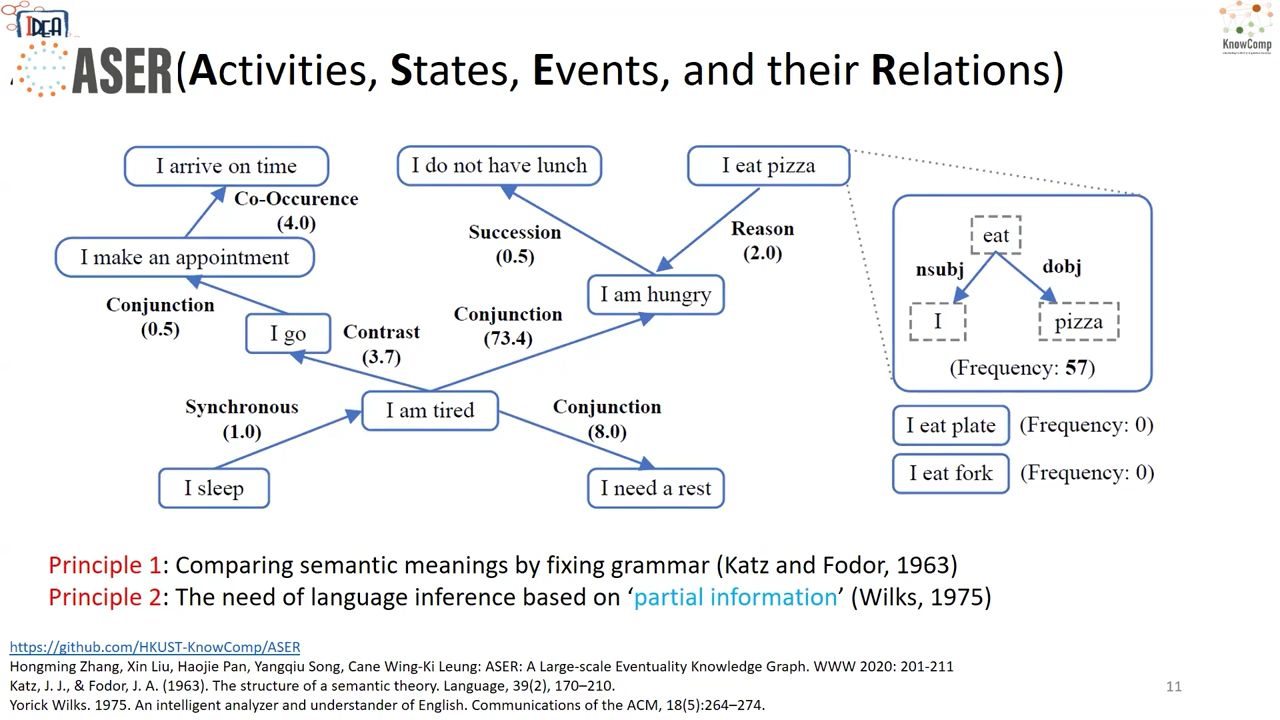 IDEA
KnowComp
ASER(Activities, States, Events, and their Relations)
I arrive on time
I do not have lunch
I eat pizza
Co-Occurence
(4.0)
Succession
(0.5)
Reason
(2.0)
I make an appointment
I am hungry
Conjunction
(0.5)
I go
Contrast
(3.7)
Conjunction
(73.4)
Synchronous
(1.0)
I am tired
Conjunction
(8.0)
I sleep
I need a rest
eat
nsubj
dobj
I
pizza
(Frequency: 57)
I eat plate
(Frequency: 0)
I eat fork
(Frequency: 0)
Principle 1: Comparing semantic meanings by fixing grammar (Katz and Fodor, 1963)
Principle 2: The need of language inference based on ‘partial information’ (Wilks, 1975)
https://github.com/HKUST-KnowComp/ASER
Hongming Zhang, Xin Liu, Haojie Pan, Yangqiu Song, Cane Wing-Ki Leung: ASER: A Large-scale Eventuality Knowledge Graph. WWW 2020: 201-211
Katz, J. J., & Fodor, J. A. (1963). The structure of a semantic theory. Language, 39(2), 170–210.
Yorick Wilks. 1975. An intelligent analyzer and understander of English. Communications of the ACM, 18(5):264–274.
11